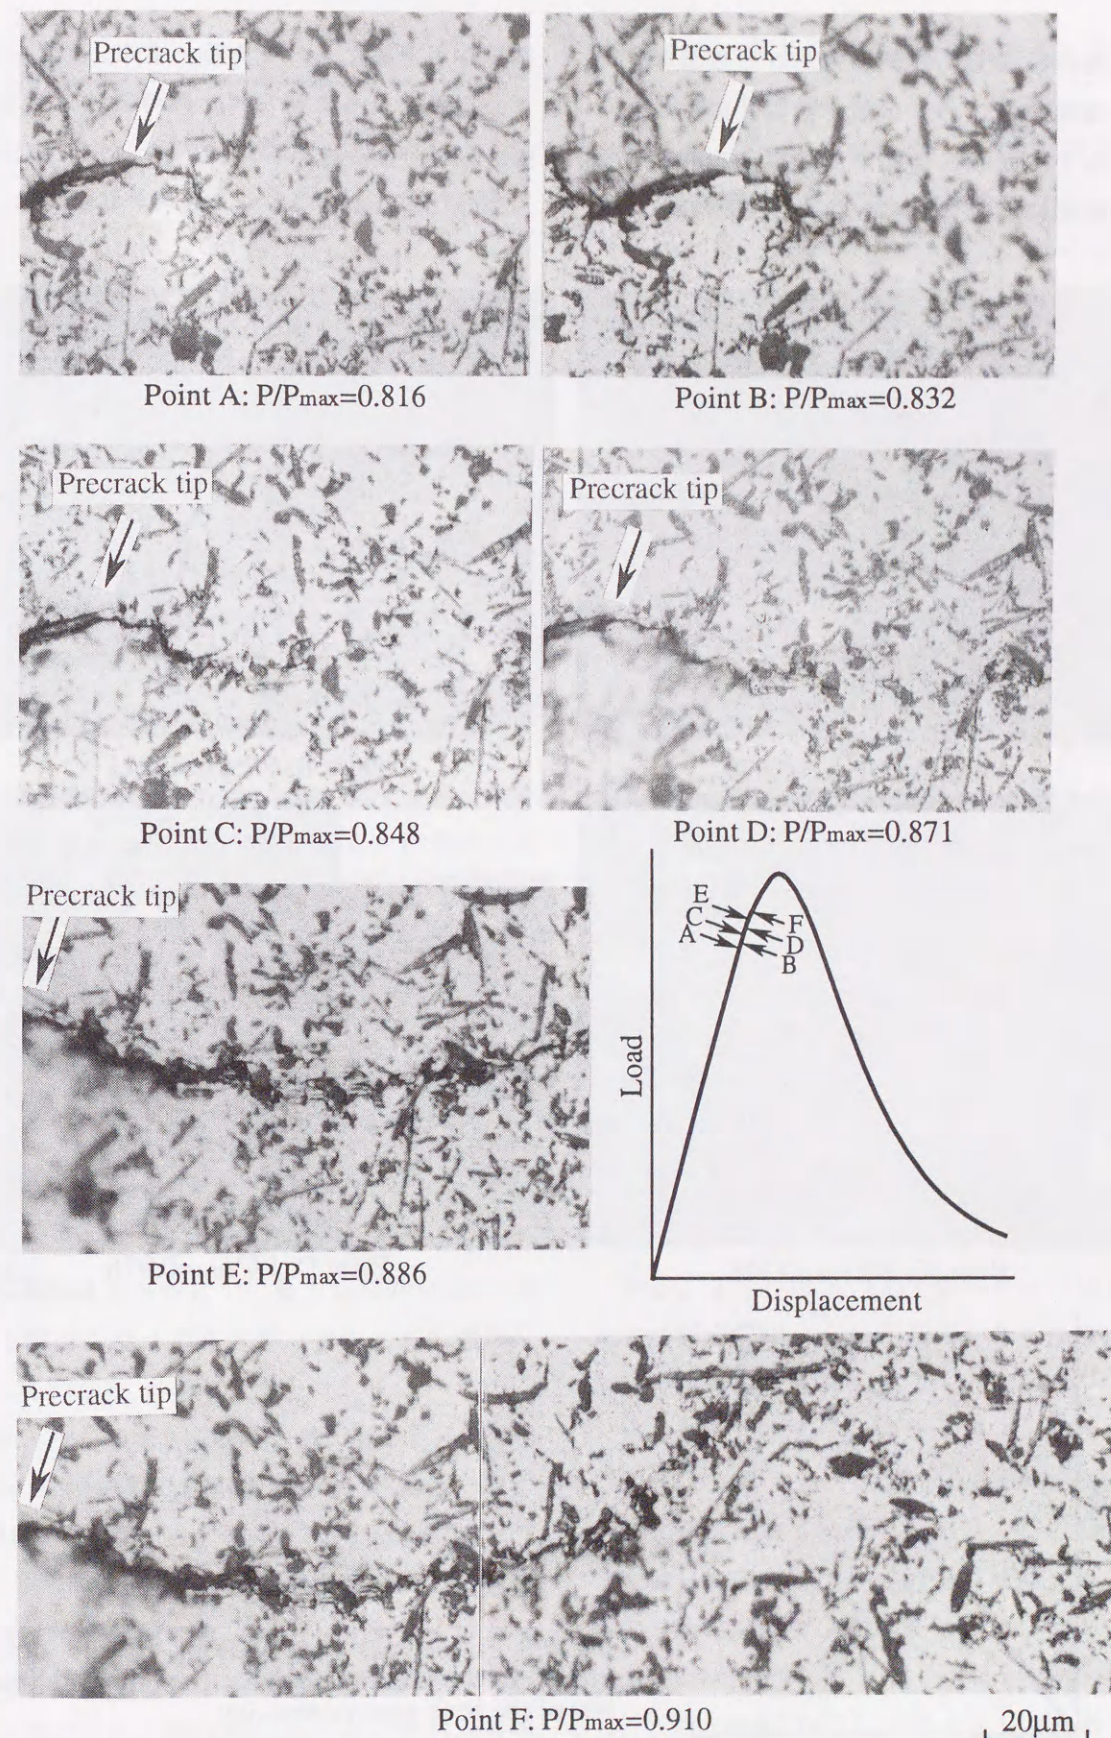 Precrack tip
Precrack tip
Point A: P/Pmax=0.816
Point B: P/Pmax=0.832
Precrack tip
Precrack tip
Point C: P/Pmax=0.848
Point D: P/Pmax=0.871
Precrack tip
E
C
A
F
D
B
Load
Displacement
Point E: P/Pmax=0.886
Precrack tip
Point F: P/Pmax=0.910
20μm